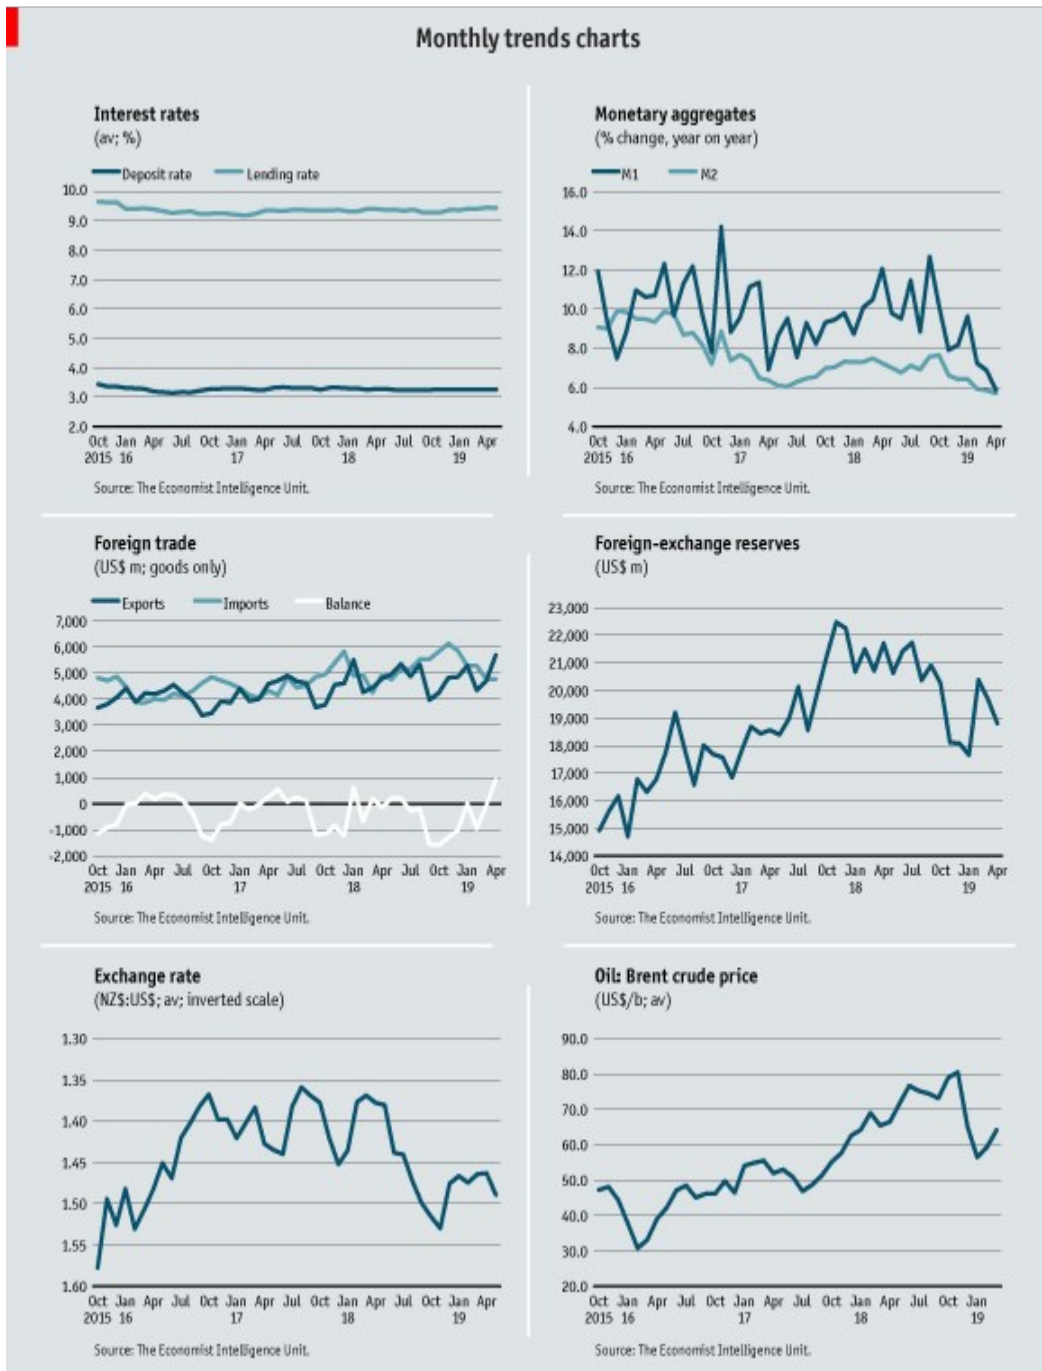 Monthly trends charts
Interest rates
(av; %)
Deposit rate Lending rate
10.0
9.0
8.0
7.0
6.0
5.0
4.0
3.0
2.0
Oct Jan Apr Jul Oct Jan Apr Jul Oct Jan Apr Jul Oct Jan Apr
2015 16 17 18 19
Source: The Economist Intelligence Unit.
Monetary aggregates
(% change, year on year)
M1 M2
16.0
14.0
12.0
10.0
8.0
6.0
4.0
Oct Jan Apr Jul Oct Jan Apr Jul Oct Jan Apr Jul Oct Jan Apr
2015 16 17 18 19
Source: The Economist Intelligence Unit.
Foreign trade
(US$ m; goods only)
Exports Imports Balance
7,000
6,000
5,000
4,000
3,000
2,000
1,000
0
-1,000
-2,000
Oct Jan Apr Jul Oct Jan Apr Jul Oct Jan Apr Jul Oct Jan Apr
2015 16 17 18 19
Source: The Economist Intelligence Unit.
Foreign-exchange reserves
(US$ m)
23,000
22,000
21,000
20,000
19,000
18,000
17,000
16,000
15,000
14,000
Oct Jan Apr Jul Oct Jan Apr Jul Oct Jan Apr Jul Oct Jan Apr
2015 16 17 18 19
Source: The Economist Intelligence Unit.
Exchange rate
(NZ$:US$; av; inverted scale)
1.30
1.35
1.40
1.45
1.50
1.55
1.60
Oct Jan Apr Jul Oct Jan Apr Jul Oct Jan Apr Jul Oct Jan Apr
2015 16 17 18 19
Source: The Economist Intelligence Unit.
Oil: Brent crude price
(US$/b; av)
90.0
80.0
70.0
60.0
50.0
40.0
30.0
20.0
Oct Jan Apr Jul Oct Jan Apr Jul Oct Jan Apr Jul Oct Jan
2015 16 17 18 19
Source: The Economist Intelligence Unit.